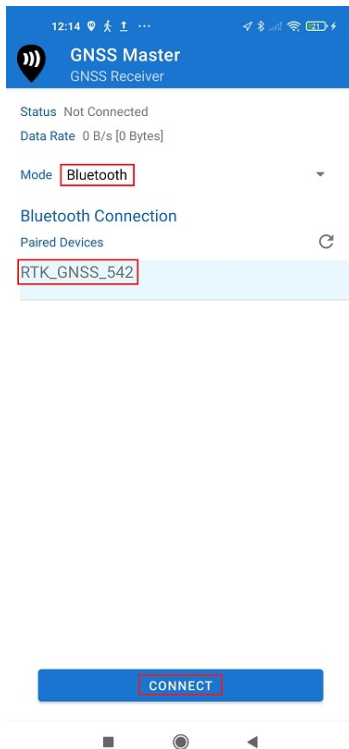 12:14
21
GNSS Master
GNSS Receiver
Status Not Connected
Data Rate 0 B/s [0 Bytes]
Mode Bluetooth
Bluetooth Connection
Paired Devices
RTK_GNSS_542
CONNECT